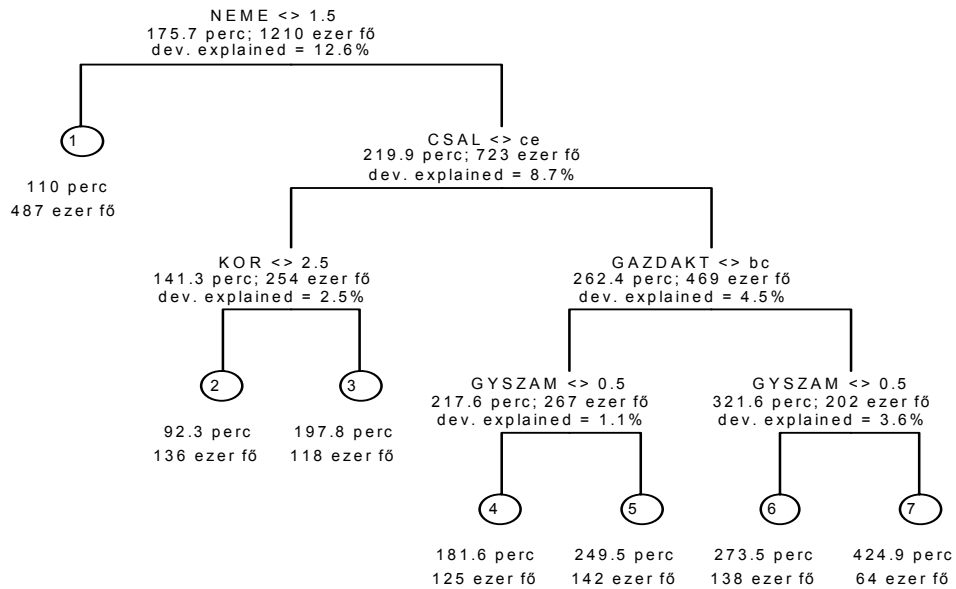 NEME <> 1.5
175.7 perc; 1210 ezer fő
dev. explained = 12.6%
1
110 perc
487 ezer fő
CSAL <> ce
219.9 perc; 723 ezer fő
dev. explained = 8.7%
KOR <> 2.5
141.3 perc; 254 ezer fő
dev. explained = 2.5%
GAZDAKT <> bc
262.4 perc; 469 ezer fő
dev. explained = 4.5%
2
92.3 perc
136 ezer fő
3
197.8 perc
118 ezer fő
GYSZAM <> 0.5
217.6 perc; 267 ezer fő
dev. explained = 1.1%
GYSZAM <> 0.5
321.6 perc; 202 ezer fő
dev. explained = 3.6%
4
181.6 perc
125 ezer fő
5
249.5 perc
142 ezer fő
6
273.5 perc
138 ezer fő
7
424.9 perc
64 ezer fő